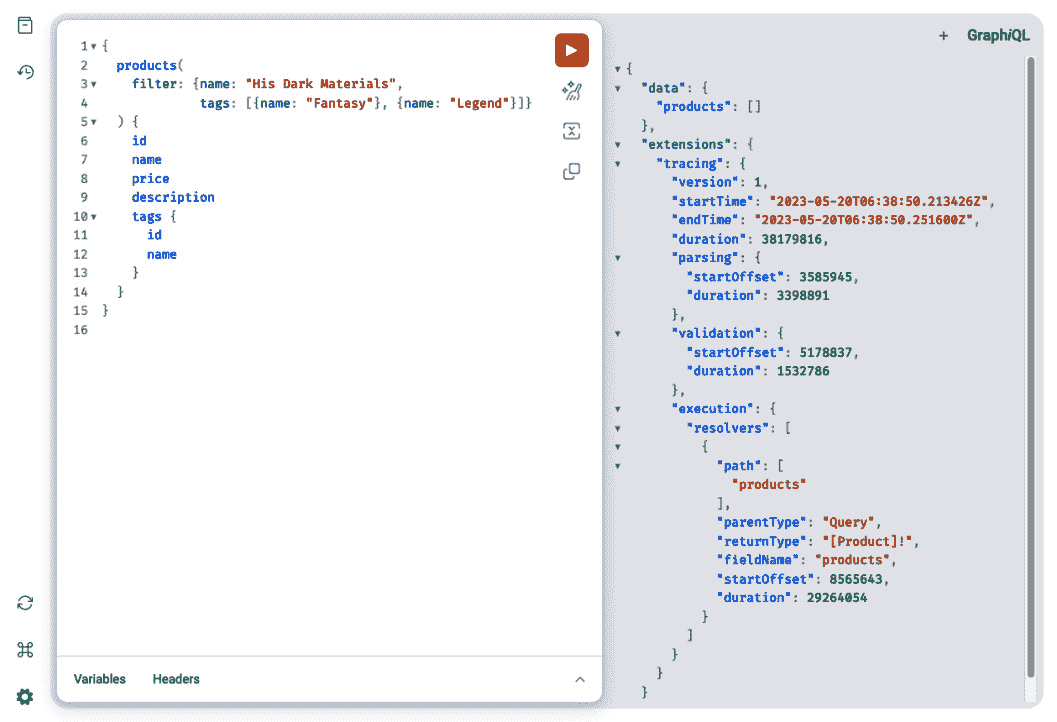 1 {
2 products(
3 filter: {name: "His Dark Materials",
4 tags: [{name: "Fantasy"}, {name: "Legend"}]}
5 ) {
6 id
7 name
8 price
9 description
10 tags {
11 id
12 name
13 }
14 }
15 }
16
Variables Headers
+ GraphiQL
{
"data": {
"products": []
},
"extensions": {
"tracing": {
"version": 1,
"startTime": "2023-05-20T06:38:50.213426Z",
"endTime": "2023-05-20T06:38:50.251600Z",
"duration": 38179816,
"parsing": {
"startOffset": 3585945,
"duration": 3398891
},
"validation": {
"startOffset": 5178837,
"duration": 1532786
},
"execution": {
"resolvers": [
{
"path": [
"products"
],
"parentType": "Query",
"returnType": "[Product]!",
"fieldName": "products",
"startOffset": 8565643,
"duration": 29264054
}
]
}
}
}